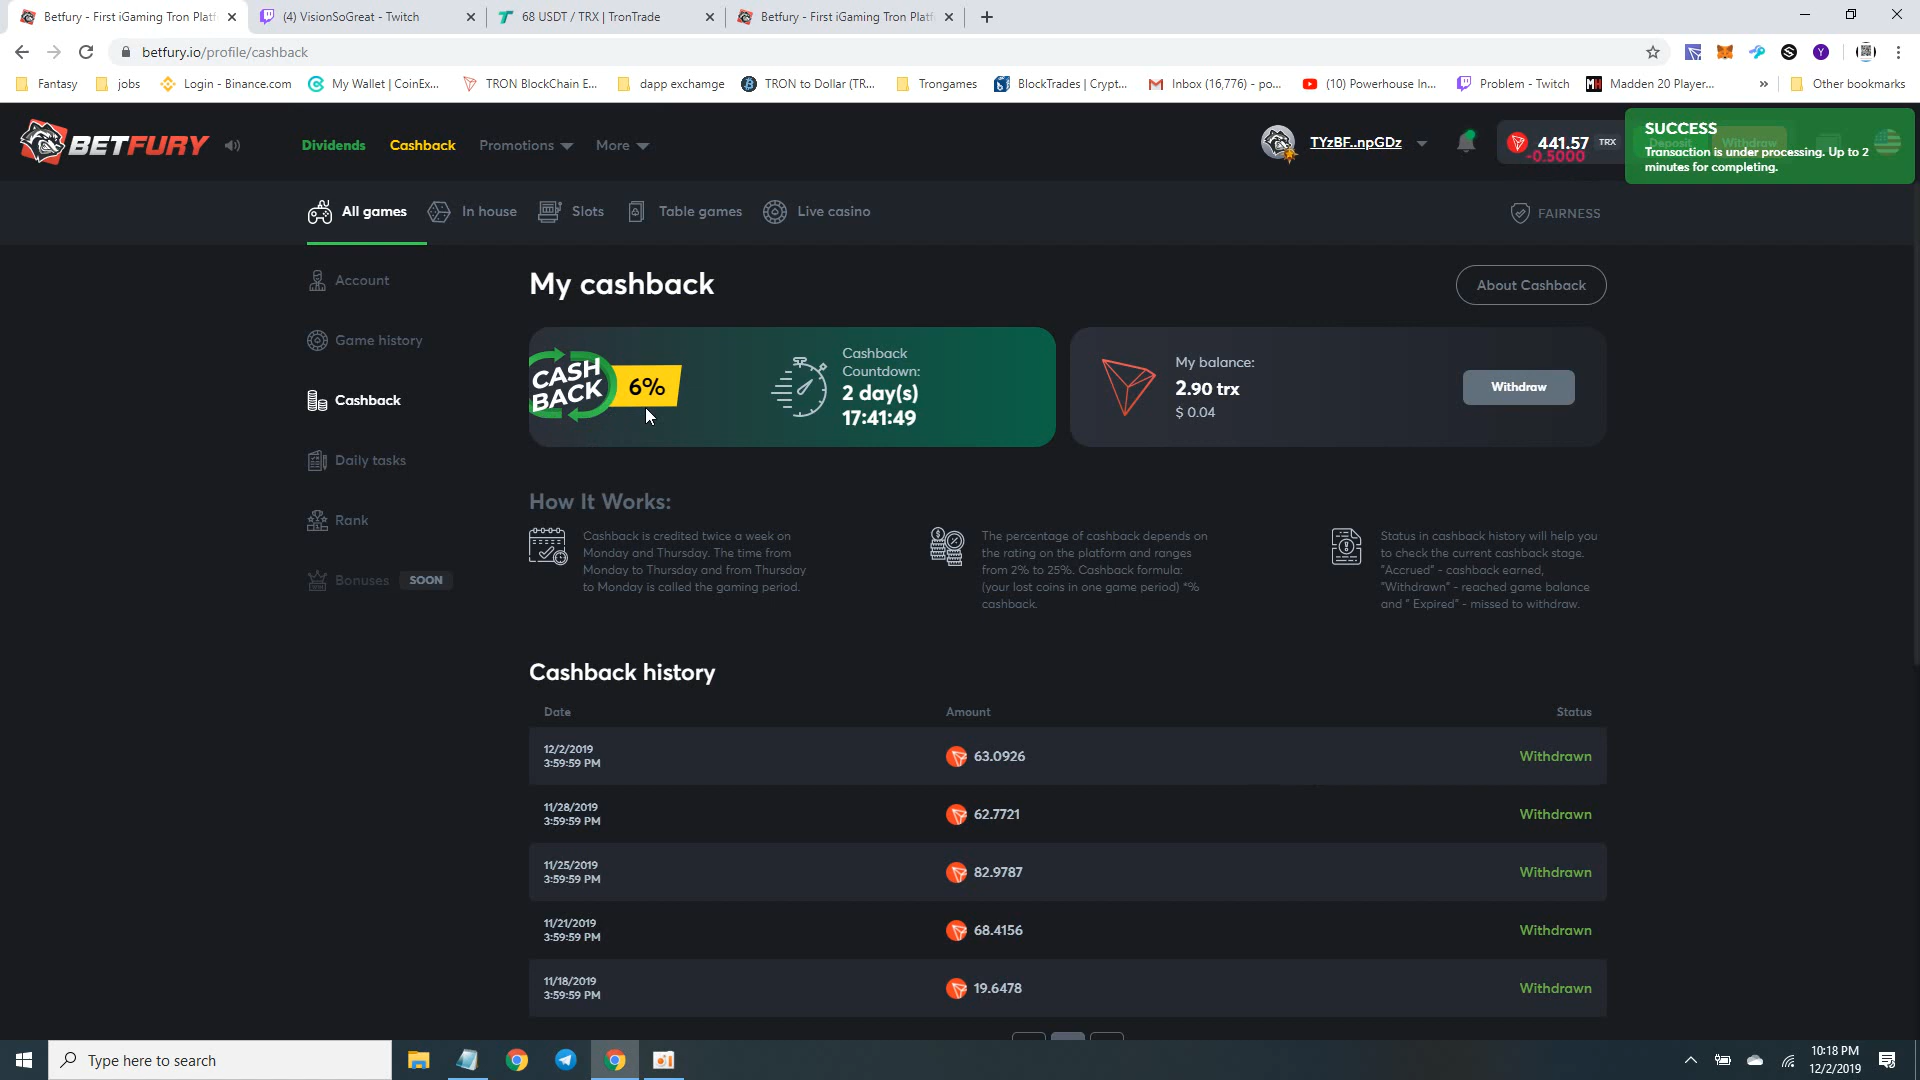 Betfury - First iGaming Tron Platf
(4) VisionSoGreat - Twitch
68 USDT / TRX | TronTrade
Betfury - First iGaming Tron Platf
betfury.io/profile/cashback
Fantasy
jobs
Login - Binance.com
My Wallet | CoinEx...
TRON BlockChain E...
dapp exchamge
TRON to Dollar (TR...
Trongames
BlockTrades | Crypt...
Inbox (16,776) - po...
(10) Powerhouse In...
Problem - Twitch
Madden 20 Player...
»
Other bookmarks
BETFURY
Dividends
Cashback
Promotions
More
TYzBF..npGDz
441.57 TRX
-0.5000
Deposit
Withdraw
SUCCESS
Transaction is under processing. Up to 2
minutes for completing.
All games
In house
Slots
Table games
Live casino
FAIRNESS
Account
Game history
Cashback
Daily tasks
Rank
Bonuses SOON
My cashback
About Cashback
CASH
BACK
6%
Cashback
Countdown:
2 day(s)
17:41:49
My balance:
2.90 trx
$ 0.04
Withdraw
How It Works:
Cashback is credited twice a week on
Monday and Thursday. The time from
Monday to Thursday and from Thursday
to Monday is called the gaming period.
The percentage of cashback depends on
the rating on the platform and ranges
from 2% to 25%. Cashback formula:
(your lost coins in one game period) *%
cashback.
Status in cashback history will help you
to check the current cashback stage.
"Accrued" - cashback earned,
"Withdrawn" - reached game balance
and " Expired" - missed to withdraw.
Cashback history
Date Amount Status
12/2/2019
3:59:59 PM
63.0926
Withdrawn
11/28/2019
3:59:59 PM
62.7721
Withdrawn
11/25/2019
3:59:59 PM
82.9787
Withdrawn
11/21/2019
3:59:59 PM
68.4156
Withdrawn
11/18/2019
3:59:59 PM
19.6478
Withdrawn
Type here to search
10:18 PM
12/2/2019